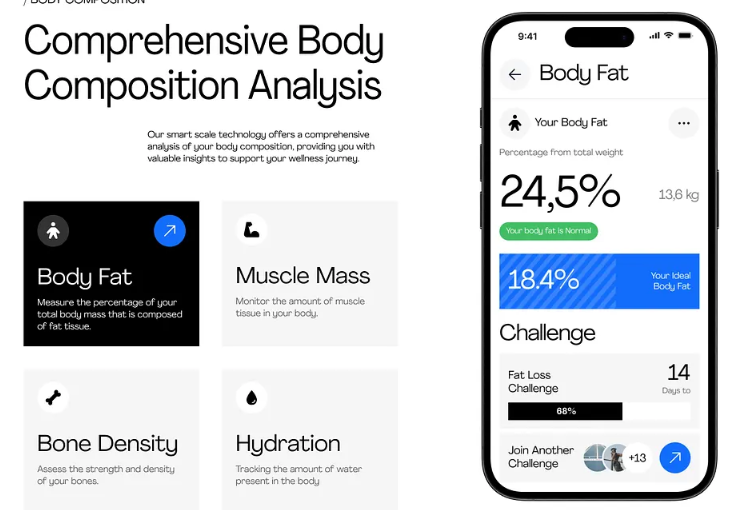 / BODY COMPOSITION
Comprehensive Body
Composition Analysis
Our smart scale technology offers a comprehensive
analysis of your body composition, providing you with
valuable insights to support your wellness journey.
Body Fat
Measure the percentage of your
total body mass that is composed
of fat tissue.
Muscle Mass
Monitor the amount of muscle
tissue in your body.
Bone Density
Assess the strength and density
of your bones.
Hydration
Tracking the amount of water
present in the body
9:41
Body Fat
Your Body Fat
Percentage from total weight
24,5%
13,6 kg
Your body fat is Normal
18.4%
Your Ideal
Body Fat
Challenge
Fat Loss
Challenge
14
Days to
68%
Join Another
Challenge
+13